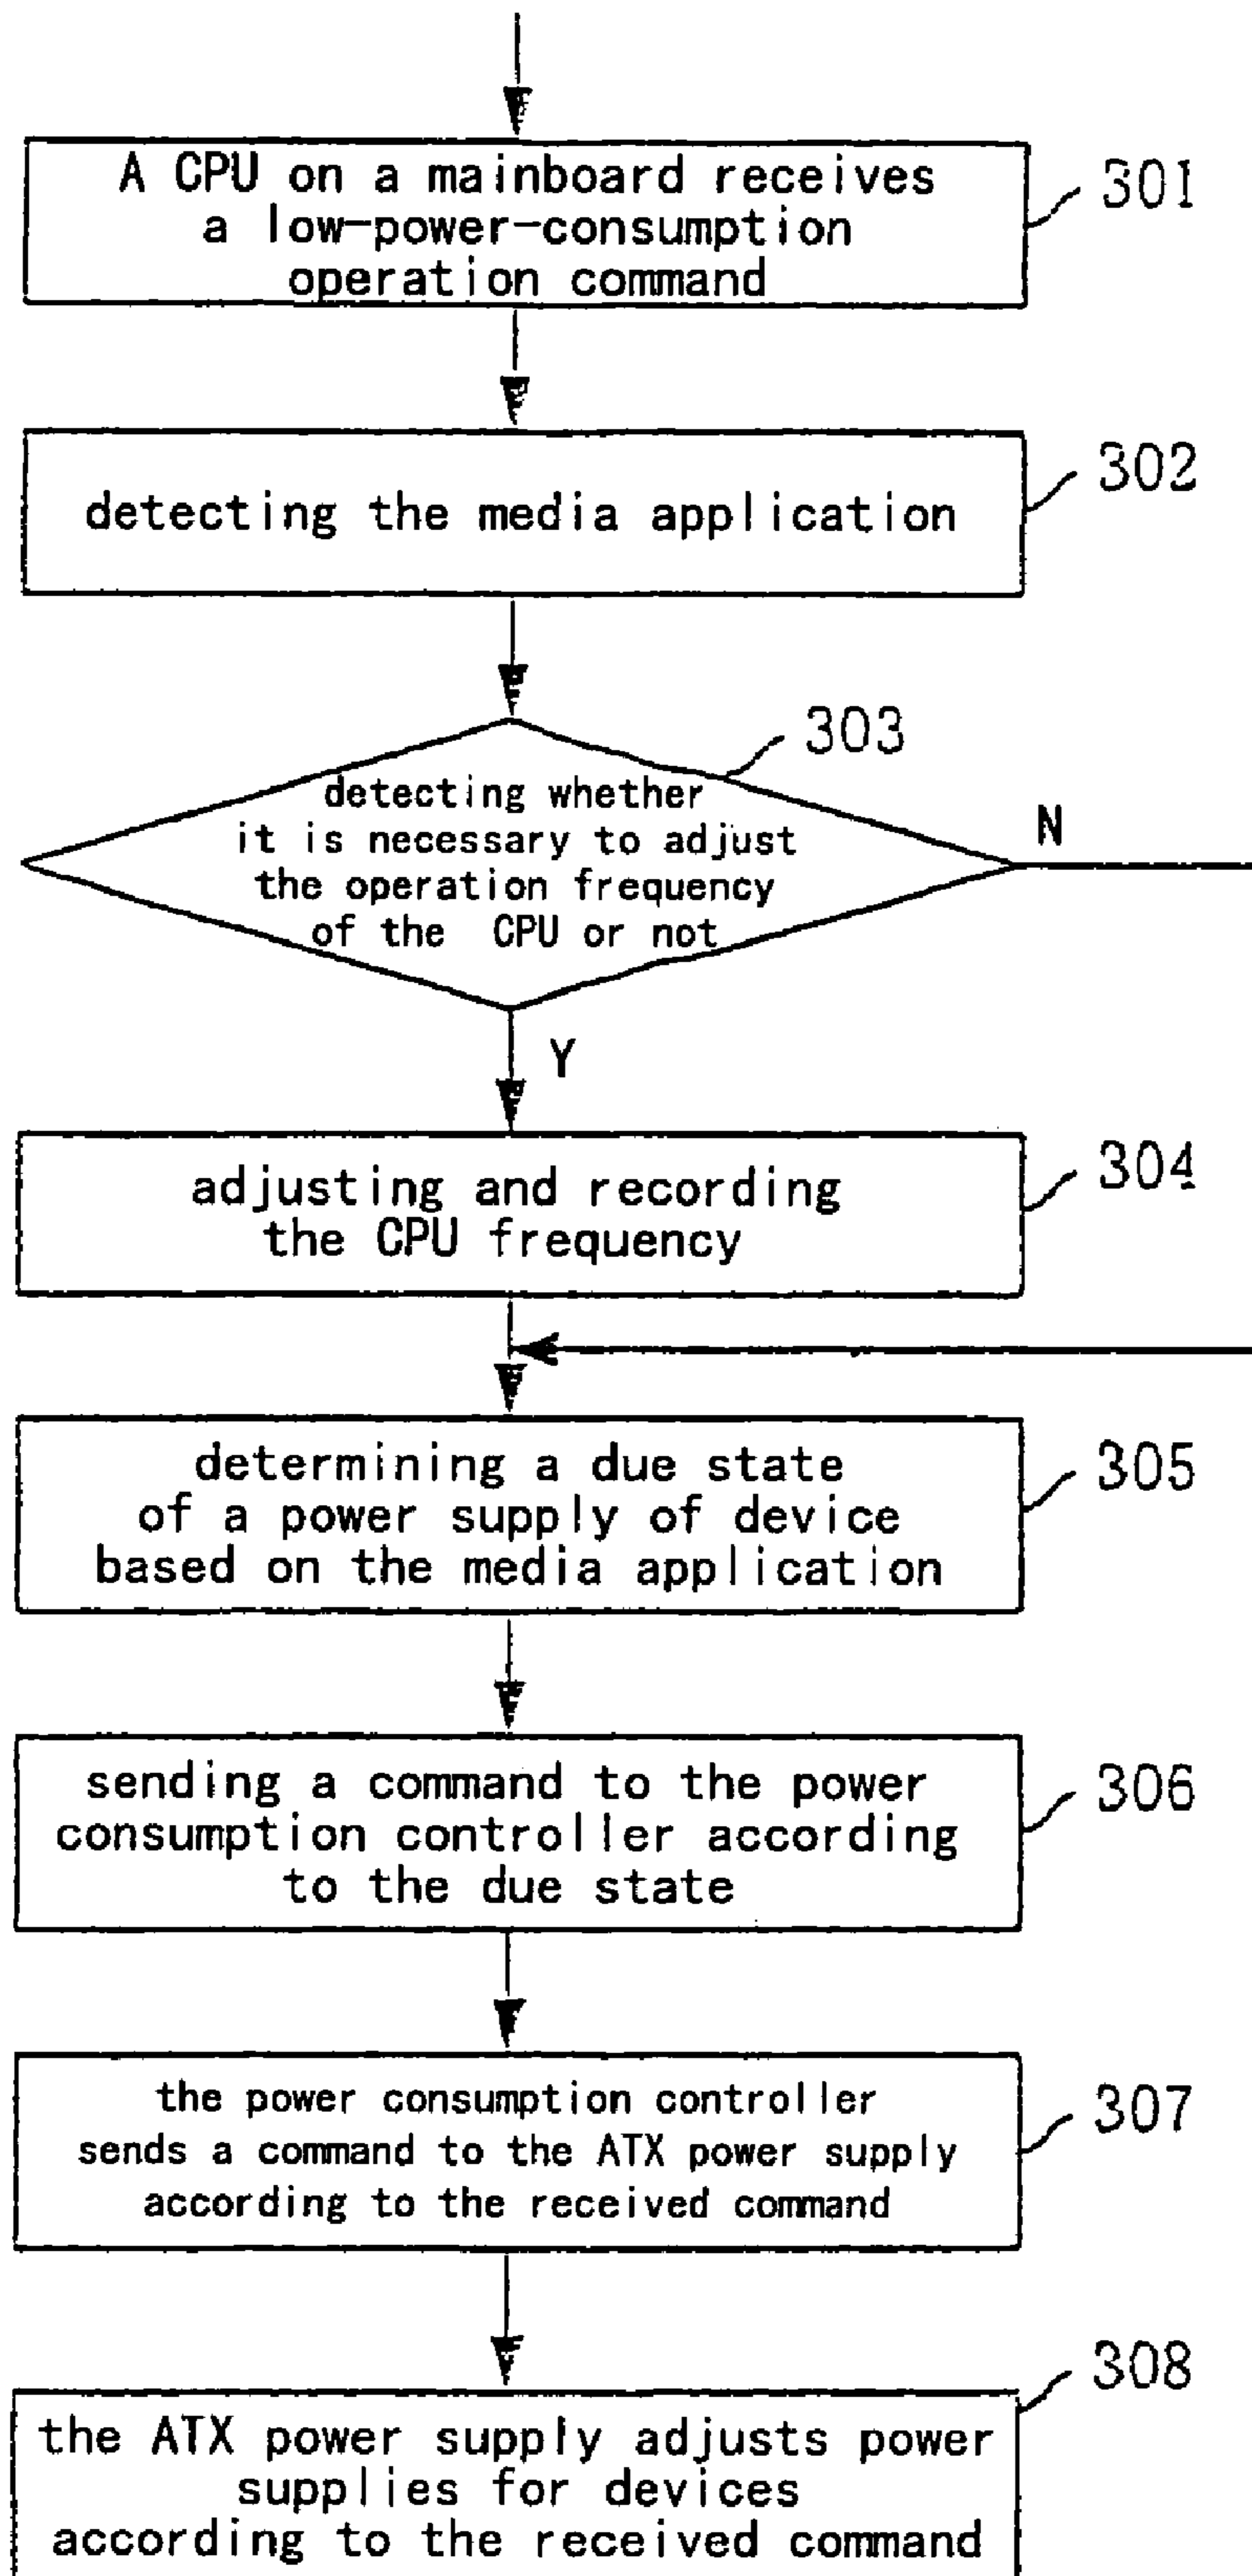 A CPU on a mainboard receives
a low-power-consumption
operation command
301
detecting the media application
302
303
detecting whether
it is necessary to adjust
the operation frequency
of the CPU or not
N
Y
adjusting and recording
the CPU frequency
304
determining a due state
of a power supply of device
based on the media application
305
sending a command to the power
consumption controller according
to the due state
306
the power consumption controller
sends a command to the ATX power supply
according to the received command
307
308
the ATX power supply adjusts power
supplies for devices
according to the received command